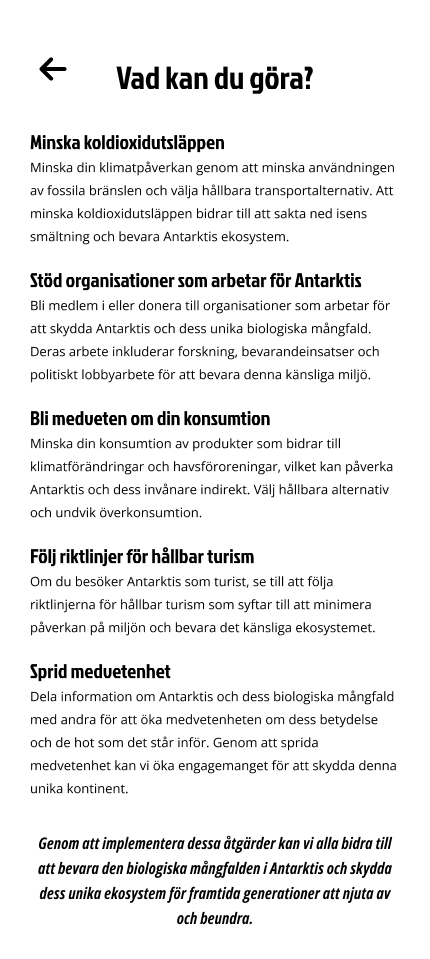 Vad kan du göra?
Minska koldioxidutsläppen
Minska din klimatpåverkan genom att minska användningen
av fossila bränslen och välja hållbara transportalternativ. Att
minska koldioxidutsläppen bidrar till att sakta ned isens
smältning och bevara Antarktis ekosystem.
Stöd organisationer som arbetar för Antarktis
Bli medlem i eller donera till organisationer som arbetar för
att skydda Antarktis och dess unika biologiska mångfald.
Deras arbete inkluderar forskning, bevarandeinsatser och
politiskt lobbyarbete för att bevara denna känsliga miljö.
Bli medveten om din konsumtion
Minska din konsumtion av produkter som bidrar till
klimatförändringar och havsföroreningar, vilket kan påverka
Antarktis och dess invånare indirekt. Välj hållbara alternativ
och undvik överkonsumtion.
Följ riktlinjer för hållbar turism
Om du besöker Antarktis som turist, se till att följa
riktlinjerna för hållbar turism som syftar till att minimera
påverkan på miljön och bevara det känsliga ekosystemet.
Sprid medvetenhet
Dela information om Antarktis och dess biologiska mångfald
med andra för att öka medvetenheten om dess betydelse
och de hot som det står inför. Genom att sprida
medvetenhet kan vi öka engagemanget för att skydda denna
unika kontinent.
Genom att implementera dessa åtgärder kan vi alla bidra till
att bevara den biologiska mångfalden i Antarktis och skydda
dess unika ekosystem för framtida generationer att njuta av
och beundra.